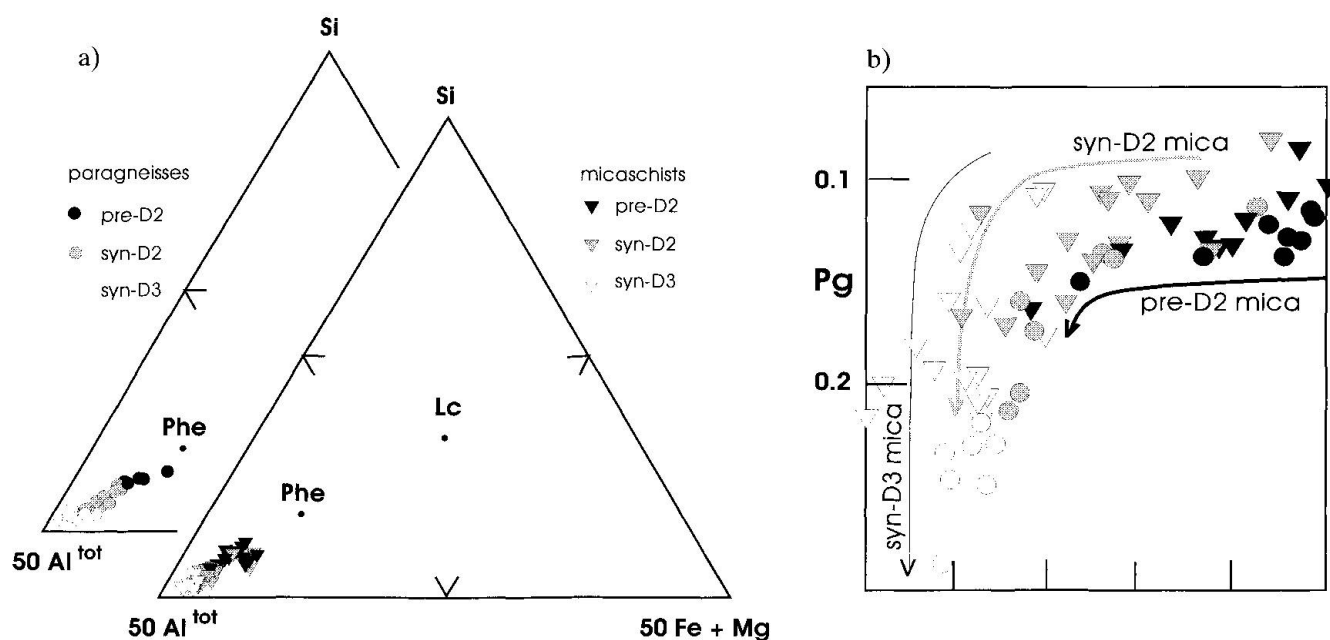 a)
Si
Si
paragneisses
pre-D2
syn-D2
syn-D3
micaschists
pre-D2
syn-D2
syn-D3
Phe
Lc
Phe
50 Al tot
50 Al tot
50 Fe + Mg
b)
syn-D2 mica
0.1
Pg
pre-D2 mica
0.2
syn-D3 mica